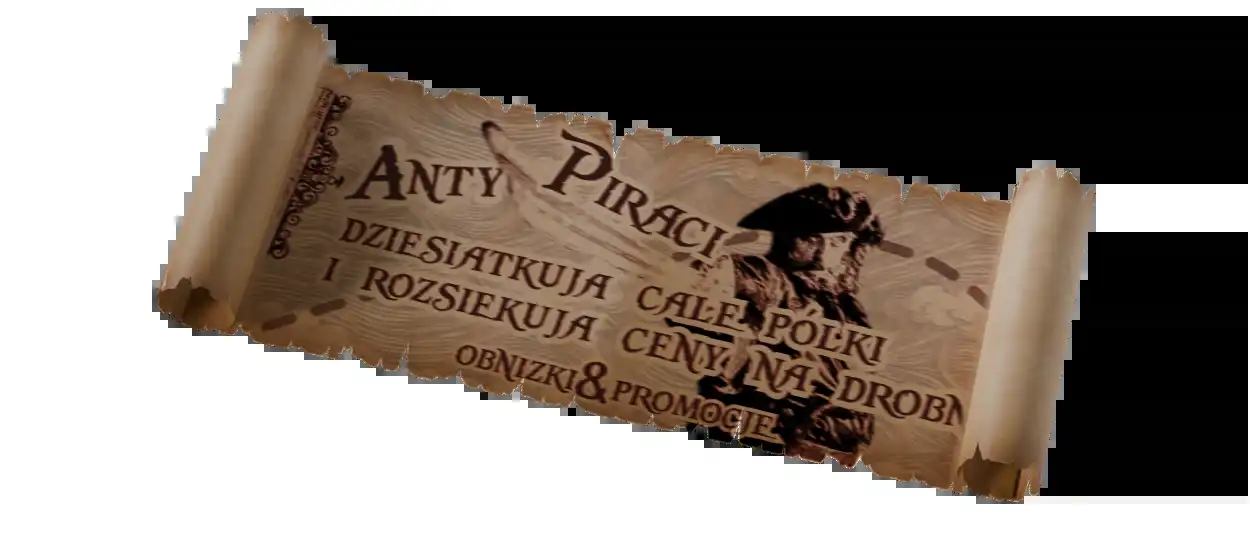 ANTY PIRACI
DZIESIATKUJA CALE PÓLKI
I ROZSIEKUJA CENY NA DROBN
OBNIZKI & PROMOCJE